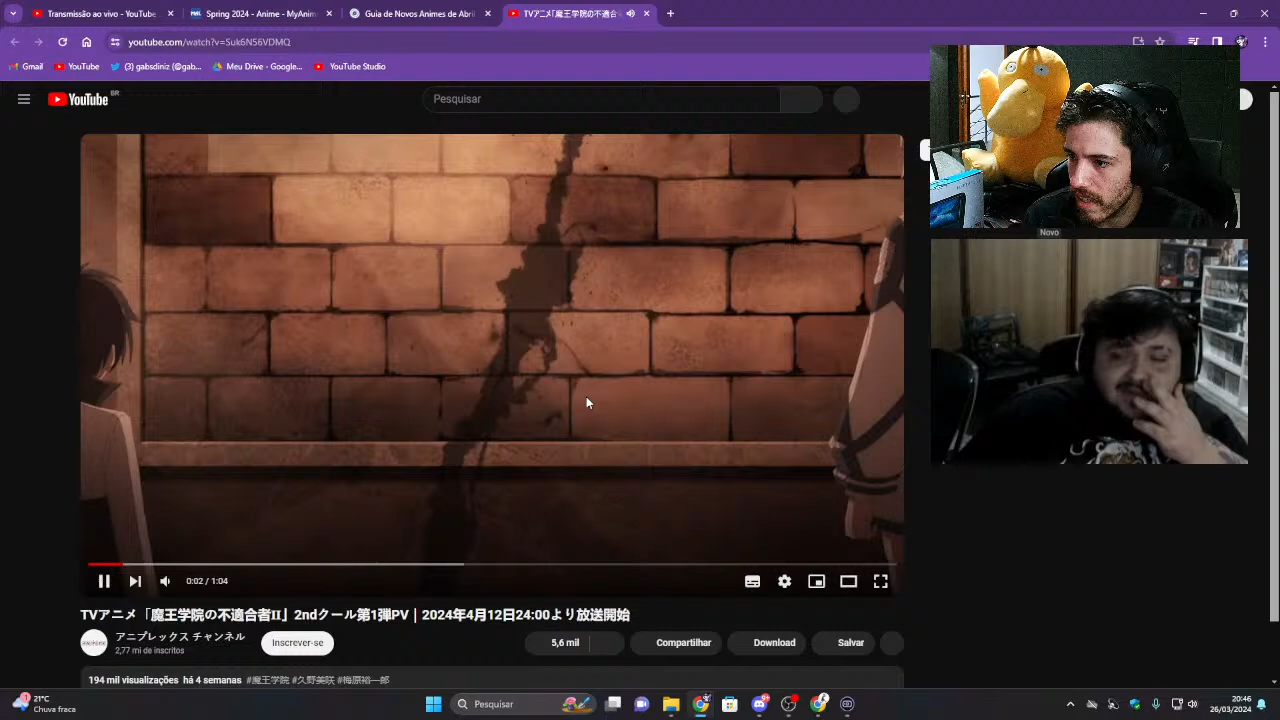 Transmissão ao vivo - YouTube
Spring 2024 - Anime - MyAnim
Guia de Novos Animes de Abril
TVアニメ「魔王学院の不適合
youtube.com/watch?v=Suk6N56VDMQ
Gmail
YouTube
(3) gabsdiniz (@gab...
Meu Drive - Google...
YouTube Studio
YouTube BR
Pesquisar
Novo
0:02 / 1:04
TVアニメ「魔王学院の不適合者II」2ndクール第1弾PV｜2024年4月12日24:00より放送開始
アニプレックス チャンネル
2,77 mi de inscritos
Inscrever-se
5,6 mil
Compartilhar
Download
Salvar
194 mil visualizações há 4 semanas #魔王学院 #久野美咲 #梅原裕一郎
21°C
Chuva fraca
Pesquisar
20:46
26/03/2024